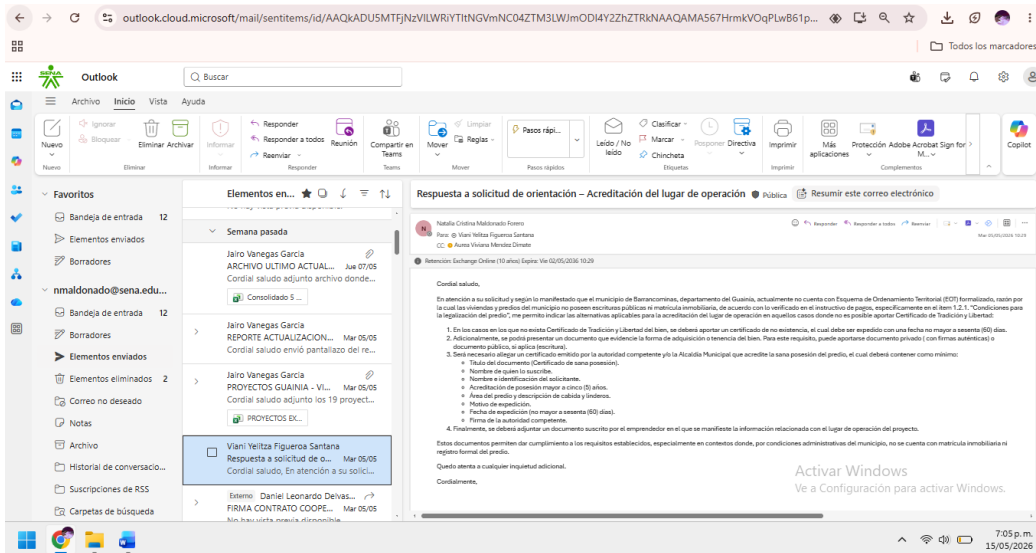 outlook.cloud.microsoft/mail/sentitems/id/AAQkADU5MTFjNzVlLWRiYTItNGVmNC04ZTM3LWJmODI4Y2ZhZTRkNAAQAMA567HrmkVOqPLwB61p...
Todos los marcadores
SENA
Outlook
Buscar
Archivo Inicio Vista Ayuda
Nuevo
Ignorar
Bloquear
Eliminar
Archivar
Informar
Responder
Responder a todos
Reenviar
Reunión
Compartir en Teams
Mover
Limpiar
Reglas
Pasos rápi...
Leído / No leído
Clasificar
Marcar
Chincheta
Posponer
Directiva
Imprimir
Más aplicaciones
Protección
Adobe Acrobat Sign for M...
Copilot
Nuevo Eliminar Informar Responder Teams Mover Pasos rápidos Etiquetas Imprimir Complementos
Favoritos
Bandeja de entrada 12
Elementos enviados
Borradores
nmaldonado@sena.edu...
Bandeja de entrada 12
Borradores
Elementos enviados
Elementos eliminados 2
Correo no deseado
Notas
Archivo
Historial de conversacio...
Suscripciones de RSS
Carpetas de búsqueda
Elementos en...
Semana pasada
Jairo Vanegas Garcia
ARCHIVO ULTIMO ACTUAL... Jue 07/05
Cordial saludo adjunto archivo donde...
Consolidado 5 ...
Jairo Vanegas Garcia
REPORTE ACTUALIZACION... Mar 05/05
Cordial saludo envió pantallazo del re...
Jairo Vanegas Garcia
PROYECTOS GUAINIA - VI... Mar 05/05
Cordial saludo adjunto los 19 proyect...
PROYECTOS EX...
Viani Yelitza Figueroa Santana
Respuesta a solicitud de o... Mar 05/05
Cordial saludo, En atención a su solici...
Externo Daniel Leonardo Delvas...
FIRMA CONTRATO COOPE... Mar 05/05
No hay vista previa disponible.
Respuesta a solicitud de orientación – Acreditación del lugar de operación Pública Resumir este correo electrónico
N
Natalia Cristina Maldonado Forero
Para: Viani Yelitza Figueroa Santana
CC: Aurea Viviana Mendez Dimate
Responder Responder a todos Reenviar
Mar 05/05/2026 10:29
Retención: Exchange Online (10 años) Expira: Vie 02/05/2036 10:29
Cordial saludo,
En atención a su solicitud y según lo manifestado que el municipio de Barrancominas, departamento del Guainía, actualmente no cuenta con Esquema de Ordenamiento Territorial (EOT) formalizado, razón por
la cual las viviendas y predios del municipio no poseen escrituras públicas ni matrícula inmobiliaria, de acuerdo con lo verificado en el instructivo de pagos, específicamente en el ítem 1.2.1. "Condiciones para
la legalización del predio", me permito indicar las alternativas aplicables para la acreditación del lugar de operación en aquellos casos donde no es posible aportar Certificado de Tradición y Libertad:
1. En los casos en los que no exista Certificado de Tradición y Libertad del bien, se deberá aportar un certificado de no existencia, el cual debe ser expedido con una fecha no mayor a sesenta (60) días.
2. Adicionalmente, se podrá presentar un documento que evidencie la forma de adquisición o tenencia del bien. Para este requisito, puede aportarse documento privado ( con firmas auténticas) o
documento público, si aplica (escritura).
3. Será necesario allegar un certificado emitido por la autoridad competente y/o la Alcaldía Municipal que acredite la sana posesión del predio, el cual deberá contener como mínimo:
Título del documento (Certificado de sana posesión).
Nombre de quien lo suscribe.
Nombre e identificación del solicitante.
Acreditación de posesión mayor a cinco (5) años.
Área del predio y descripción de cabida y linderos.
Motivo de expedición.
Fecha de expedición (no mayor a sesenta (60) días).
Firma de la autoridad competente.
4. Finalmente, se deberá adjuntar un documento suscrito por el emprendedor en el que se manifieste la información relacionada con el lugar de operación del proyecto.
Estos documentos permiten dar cumplimiento a los requisitos establecidos, especialmente en contextos donde, por condiciones administrativas del municipio, no se cuenta con matrícula inmobiliaria ni
registro formal del predio.
Quedo atenta a cualquier inquietud adicional.
Cordialmente,
Activar Windows
Ve a Configuración para activar Windows.
7:05 p. m.
15/05/2026